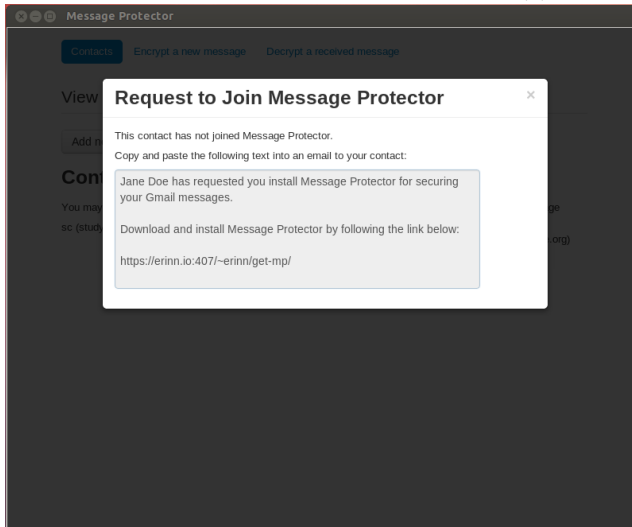 Message Protector
Contacts Encrypt a new message Decrypt a received message
View
Request to Join Message Protector ×
Add n
This contact has not joined Message Protector.
Copy and paste the following text into an email to your contact:
Cont
Jane Doe has requested you install Message Protector for securing
your Gmail messages.
You may ge
sc (study .org)
Download and install Message Protector by following the link below:
https://erinn.io:407/~erinn/get-mp/